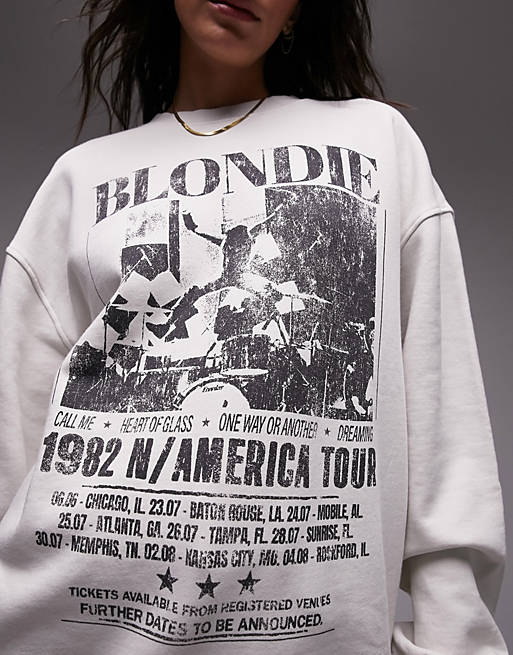 BLONDIE
CALL ME ★ HEART OF GLASS ★ ONE WAY OR ANOTHER ★ DREAMING
1982 N/AMERICA TOUR
06.06 - CHICAGO, IL. 23.07 - BATON ROUGE, LA. 24.07 - MOBILE, AL.
25.07 - ATLANTA, GA. 26.07 - TAMPA, FL. 28.07 - SUNRISE, FL.
30.07 - MEMPHIS, TN. 02.08 - KANSAS CITY, MO. 04.08 - ROCKFORD, IL.
TICKETS AVAILABLE FROM REGISTERED VENUES
FURTHER DATES TO BE ANNOUNCED.